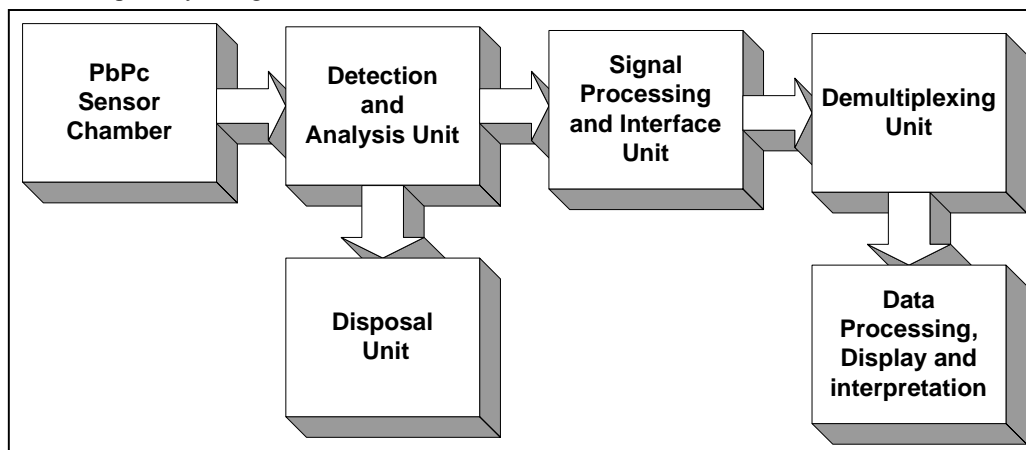 PbPc
Sensor
Chamber
Detection
and
Analysis Unit
Signal
Processing
and Interface
Unit
Demultiplexing
Unit
Disposal
Unit
Data
Processing,
Display and
interpretation